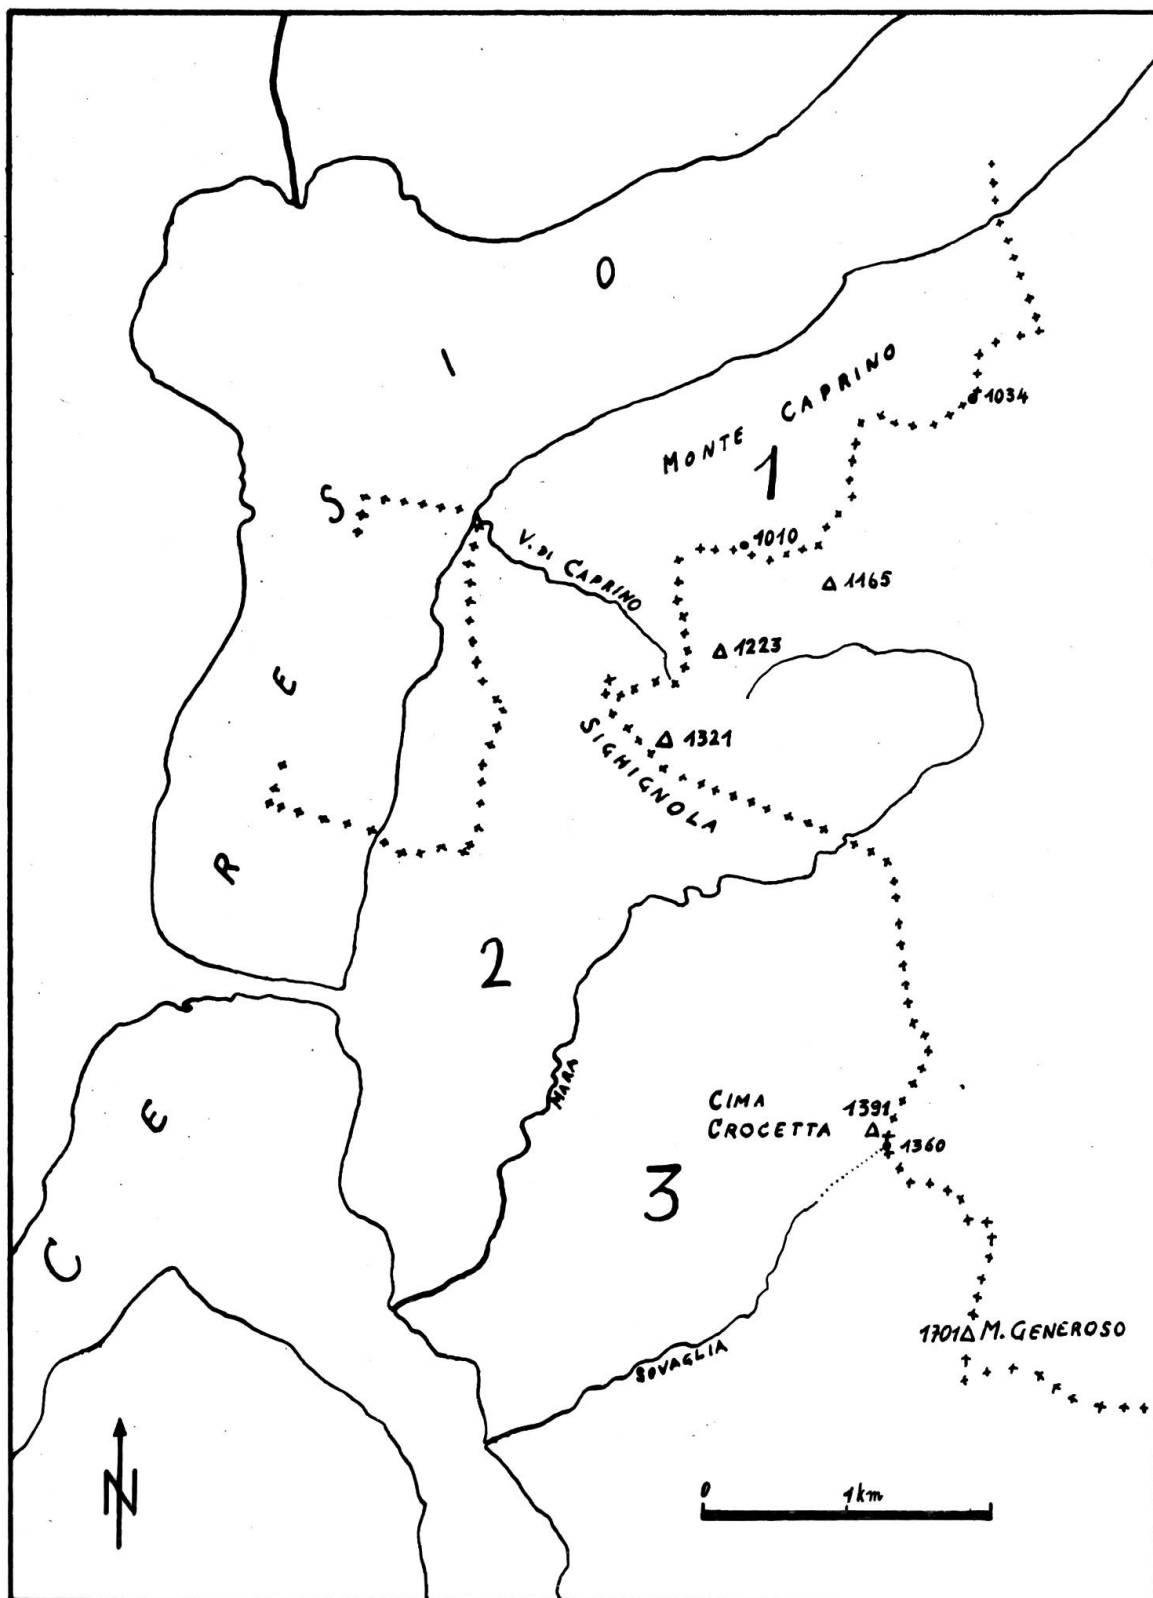 O
I
MONTE CAPRINO
1034
1
S
V. DI CAPRINO
1010
1165
1223
E
1321
SIGHIGNOLA
R
2
MARA
E
CIMA
CROCETTA
1391
1360
3
C
1701 M. GENEROSO
SOVAGLIA
N
0 1 km